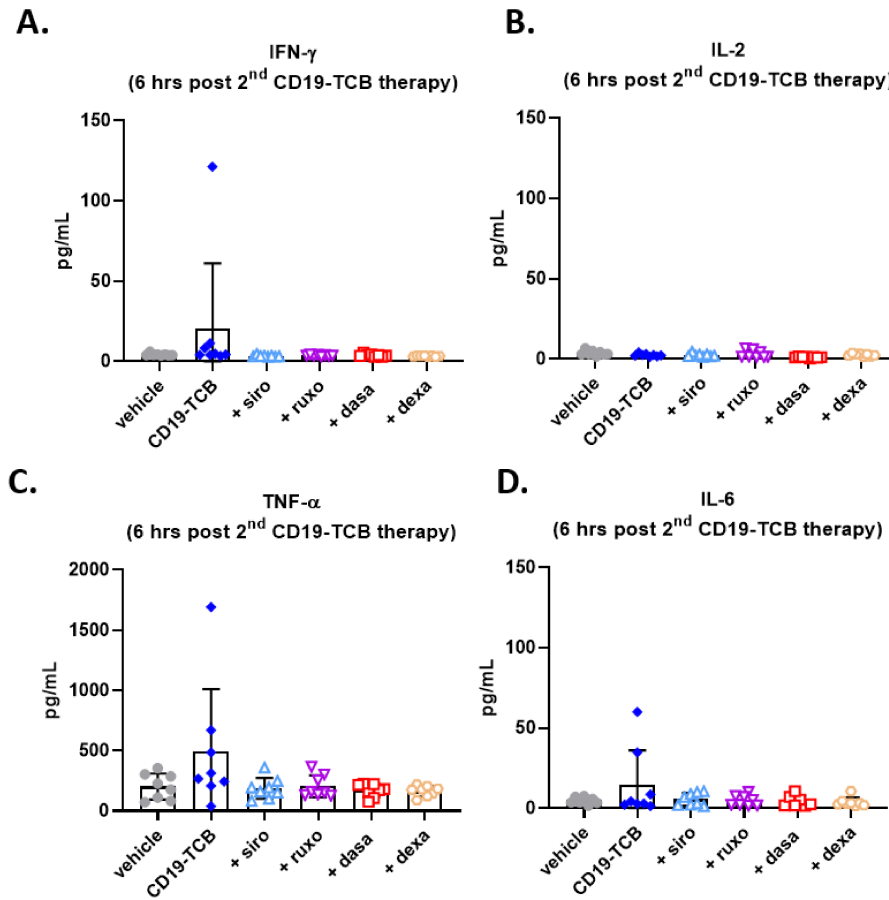 A.
IFN-γ
(6 hrs post 2nd CD19-TCB therapy)
150
100
50
0
pg/mL
vehicle
CD19-TCB
+ siro
+ ruxo
+ dasa
+ dexa
B.
IL-2
(6 hrs post 2nd CD19-TCB therapy)
150
100
50
0
pg/mL
vehicle
CD19-TCB
+ siro
+ ruxo
+ dasa
+ dexa
C.
TNF-α
(6 hrs post 2nd CD19-TCB therapy)
2000
1500
1000
500
0
pg/mL
vehicle
CD19-TCB
+ siro
+ ruxo
+ dasa
+ dexa
D.
IL-6
(6 hrs post 2nd CD19-TCB therapy)
150
100
50
0
pg/mL
vehicle
CD19-TCB
+ siro
+ ruxo
+ dasa
+ dexa